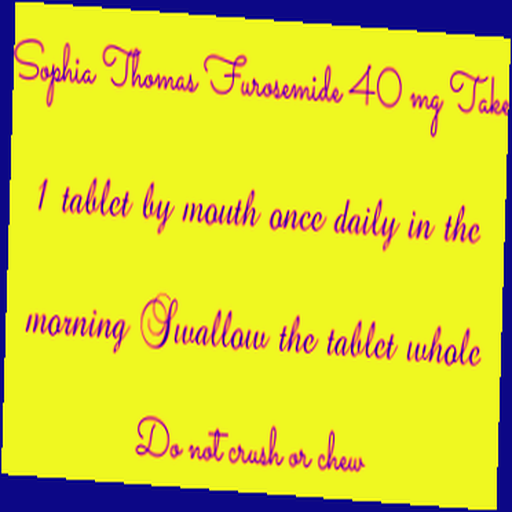 Sophia Thomas Furosemide 40 mg Take
1 tablet by mouth once daily in the
morning Swallow the tablet whole
Do not crush or chew